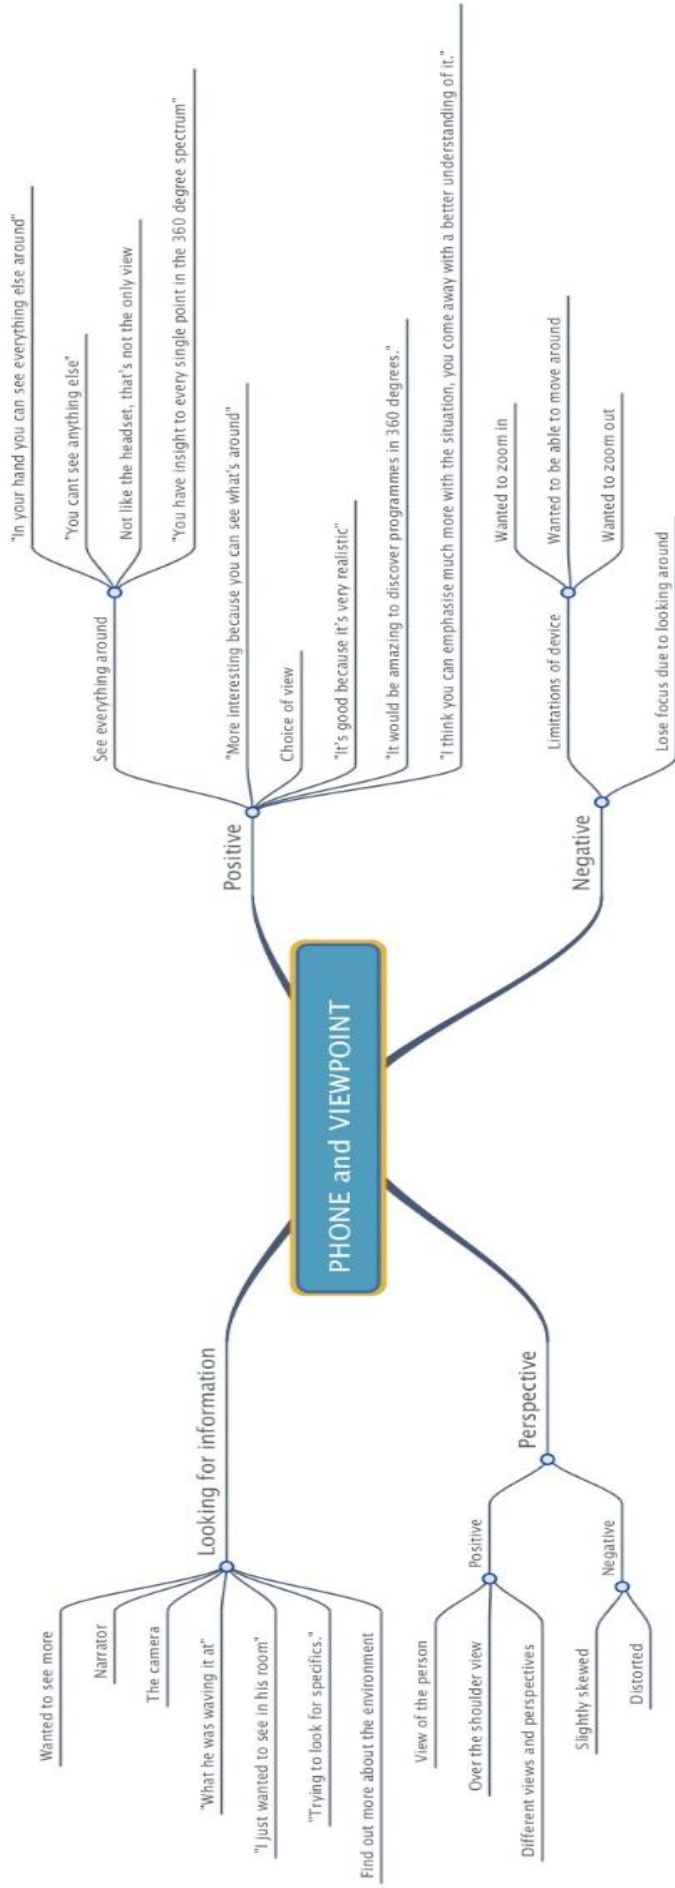 PHONE and VIEWPOINT
Looking for information
Wanted to see more
Narrator
The camera
"What he was waving it at"
"I just wanted to see in his room"
"Trying to look for specifics."
Find out more about the environment
Perspective
Positive
View of the person
Over the shoulder view
Different views and perspectives
Negative
Slightly skewed
Distorted
Positive
See everything around
"In your hand you can see everything else around"
"You cant see anything else"
Not like the headset, that's not the only view
"You have insight to every single point in the 360 degree spectrum"
"More interesting because you can see what's around"
Choice of view
"It's good because it's very realistic"
"It would be amazing to discover programmes in 360 degrees."
"I think you can emphasise much more with the situation, you come away with a better understanding of it."
Negative
Limitations of device
Wanted to zoom in
Wanted to be able to move around
Wanted to zoom out
Lose focus due to looking around